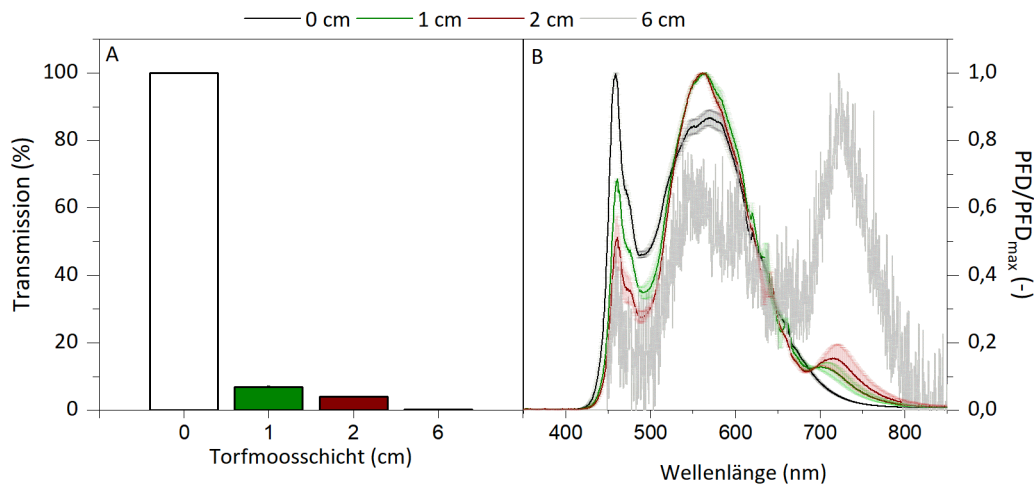 0 cm 1 cm 2 cm 6 cm
A
Transmission (%)
100
80
60
40
20
0
0 1 2 6
Torfmoosschicht (cm)
B
1,0
0,8
0,6
0,4
0,2
0,0
PFD/PFDmax (-)
400 500 600 700 800
Wellenlänge (nm)